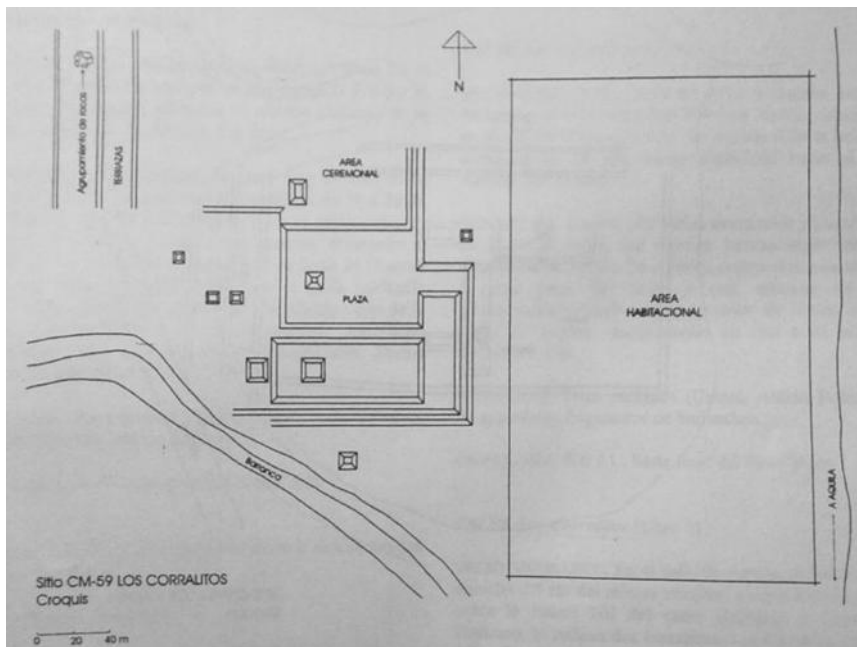 Agrupamiento de rocas
TERRAZAS
N
AREA
CEREMONIAL
PLAZA
AREA
HABITACIONAL
Barranca
A AQUILA
Sitio CM-59 LOS CORRALITOS
Croquis
0 20 40 m